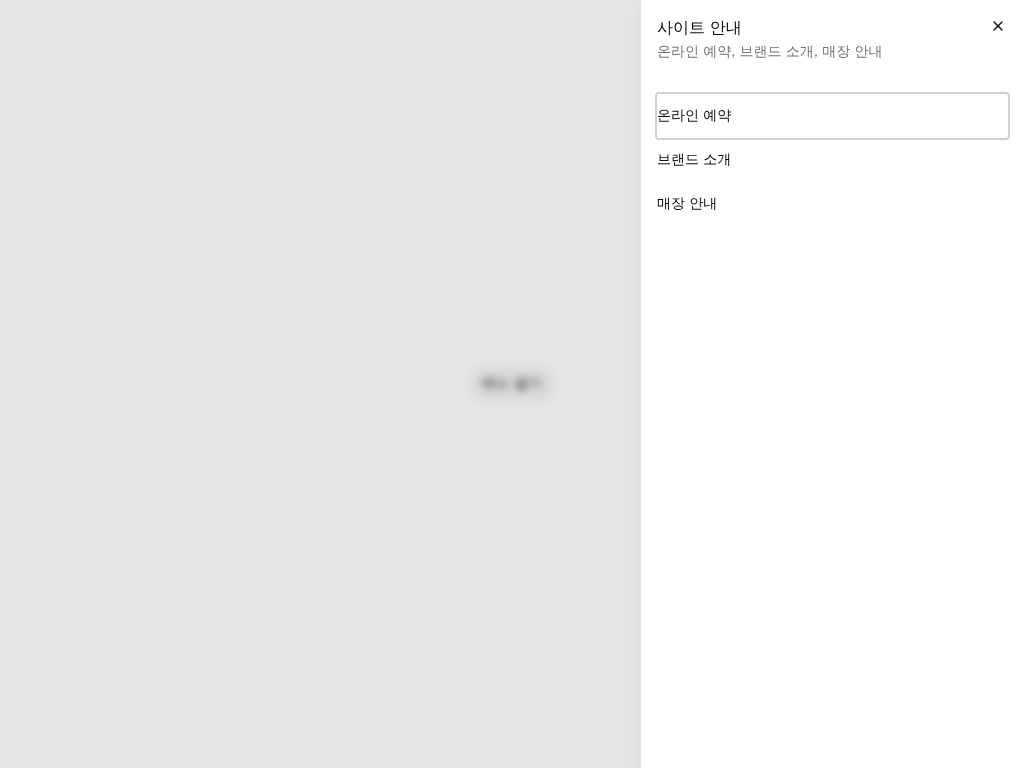 사이트 안내
온라인 예약, 브랜드 소개, 매장 안내
온라인 예약
브랜드 소개
매장 안내